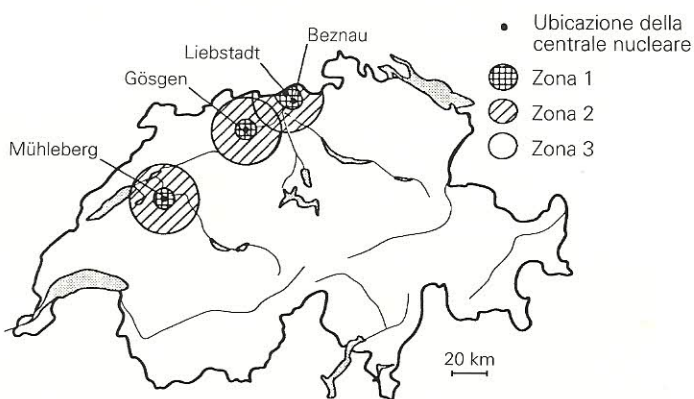 Beznau
Liebstadt
Gösgen
Mühleberg
Ubicazione della
centrale nucleare
Zona 1
Zona 2
Zona 3
20 km